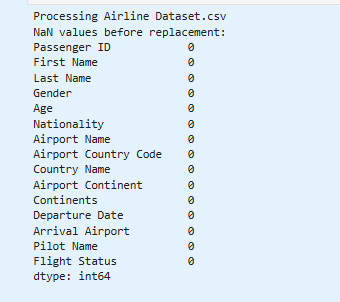 Processing Airline Dataset.csv
NaN values before replacement:
Passenger ID 0
First Name 0
Last Name 0
Gender 0
Age 0
Nationality 0
Airport Name 0
Airport Country Code 0
Country Name 0
Airport Continent 0
Continents 0
Departure Date 0
Arrival Airport 0
Pilot Name 0
Flight Status 0
dtype: int64